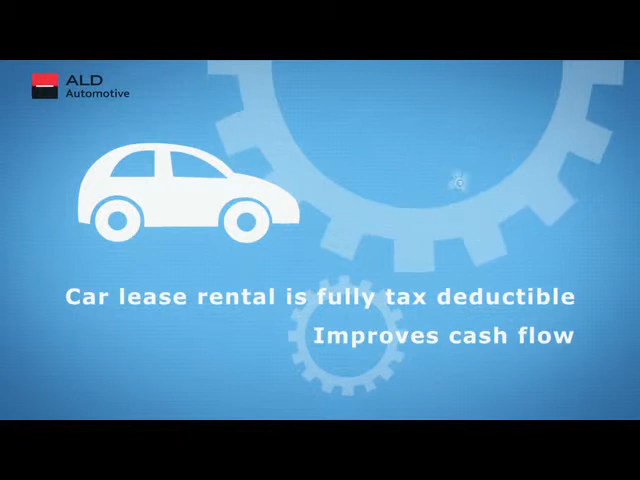 ALD
Automotive
Car lease rental is fully tax deductible
Improves cash flow